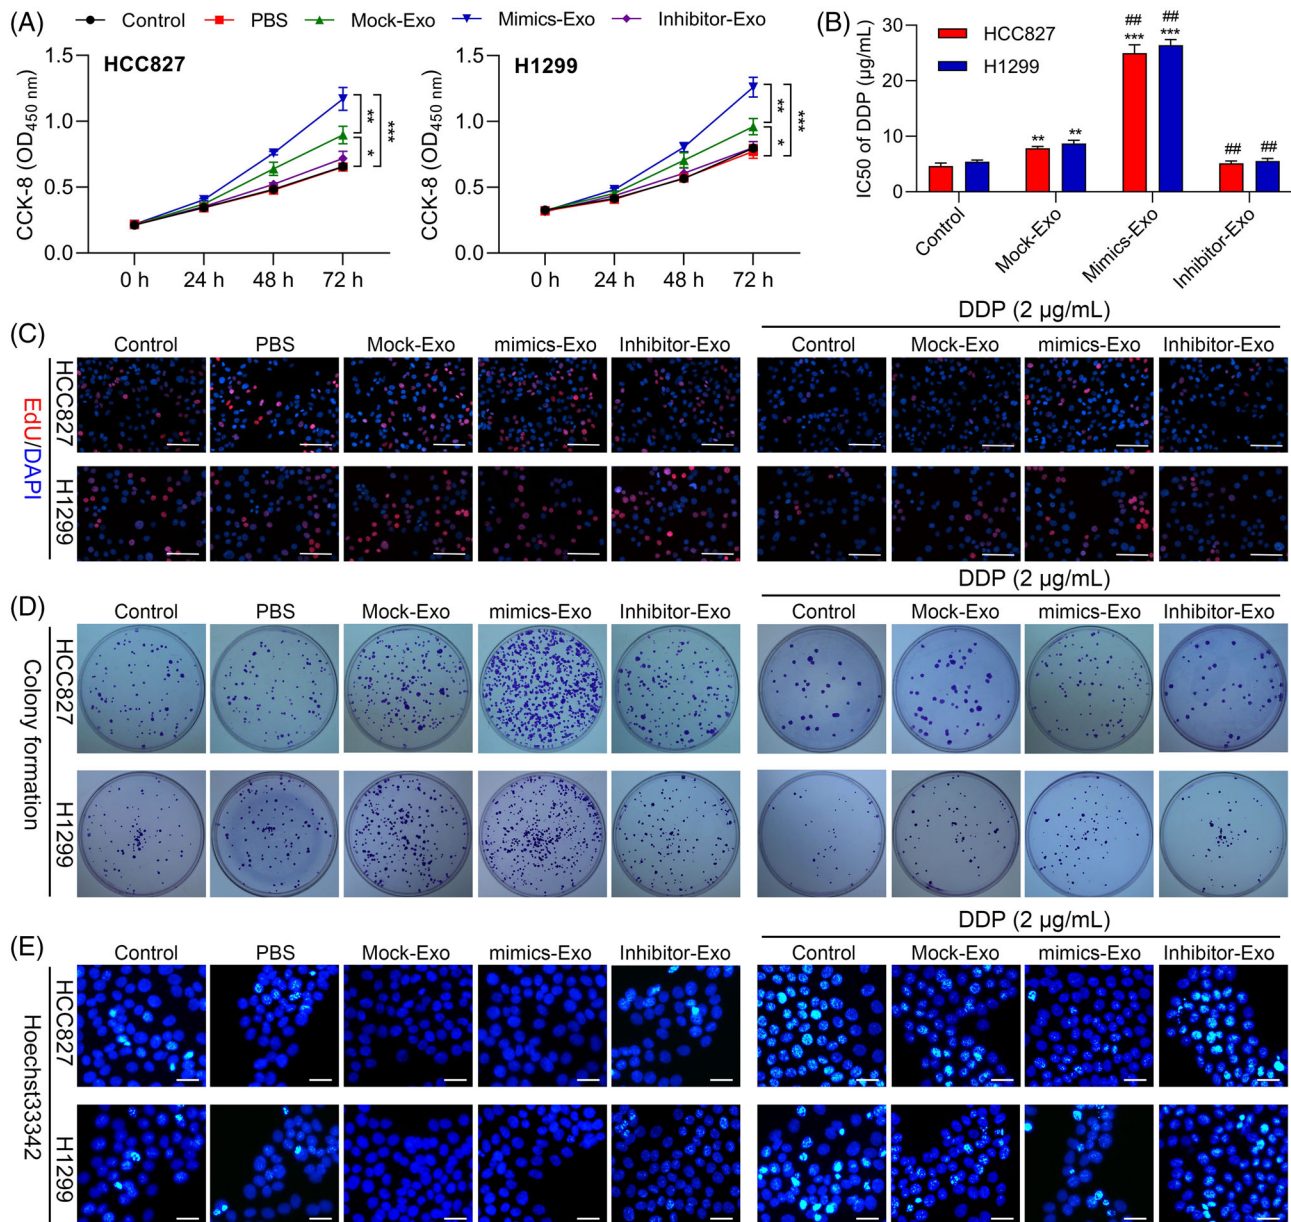 (A) Control PBS Mock-Exo Mimics-Exo Inhibitor-Exo
HCC827
CCK-8 (OD450 nm)
1.5
1.0
0.5
0.0
0 h 24 h 48 h 72 h
**
*
***
H1299
CCK-8 (OD450 nm)
1.5
1.0
0.5
0.0
0 h 24 h 48 h 72 h
**
*
***
(B)
IC50 of DDP (µg/mL)
30
20
10
0
HCC827
H1299
** **
## ##
*** ***
## ##
Control Mock-Exo Mimics-Exo Inhibitor-Exo
(C)
DDP (2 µg/mL)
Control PBS Mock-Exo mimics-Exo Inhibitor-Exo Control Mock-Exo mimics-Exo Inhibitor-Exo
EdU/DAPI
HCC827
H1299
(D)
DDP (2 µg/mL)
Control PBS Mock-Exo mimics-Exo Inhibitor-Exo Control Mock-Exo mimics-Exo Inhibitor-Exo
Colony formation
HCC827
H1299
(E)
DDP (2 µg/mL)
Control PBS Mock-Exo mimics-Exo Inhibitor-Exo Control Mock-Exo mimics-Exo Inhibitor-Exo
Hoechst33342
HCC827
H1299